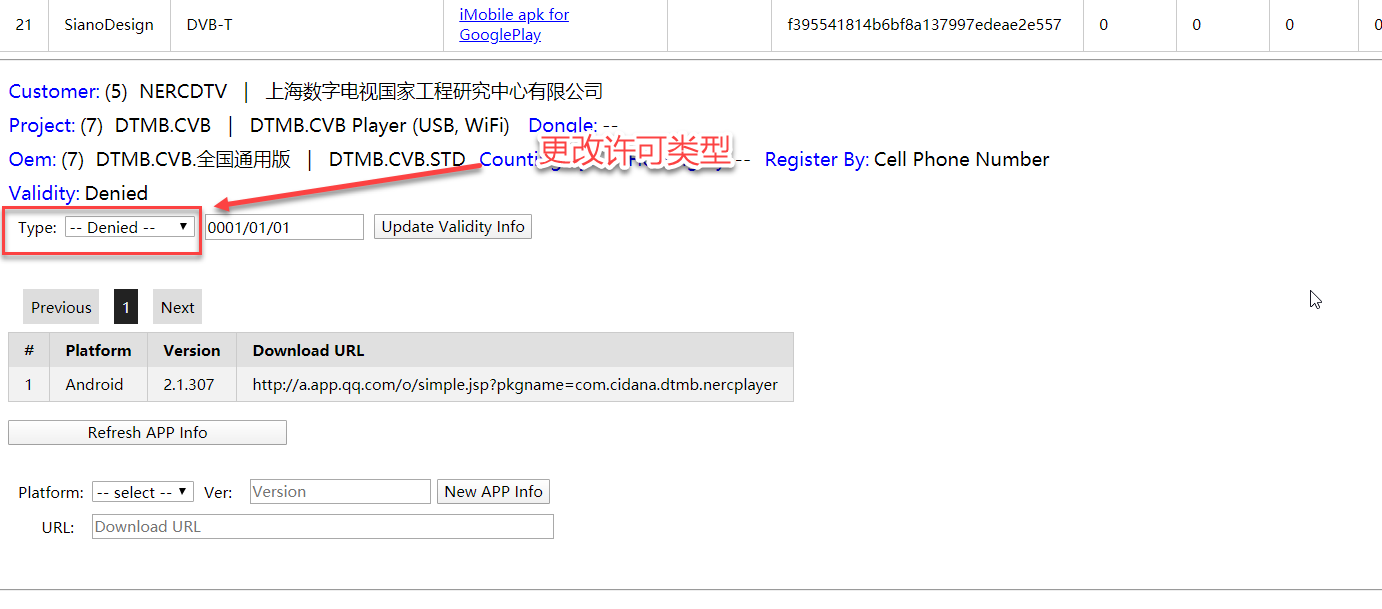 21 SianoDesign DVB-T iMobile apk for GooglePlay f395541814b6bf8a137997edeae2e557 0 0 0 0
Customer: (5) NERCDTV | 上海数字电视国家工程研究中心有限公司
Project: (7) DTMB.CVB | DTMB.CVB Player (USB, WiFi) Dongle: --
Oem: (7) DTMB.CVB.全国通用版 | DTMB.CVB.STD -- Register By: Cell Phone Number
更改许可类型
Validity: Denied
Type: -- Denied -- 0001/01/01 Update Validity Info
Previous 1 Next
# Platform Version Download URL
1 Android 2.1.307 http://a.app.qq.com/o/simple.jsp?pkgname=com.cidana.dtmb.nercplayer
Refresh APP Info
Platform: -- select -- Ver: Version New APP Info
URL: Download URL